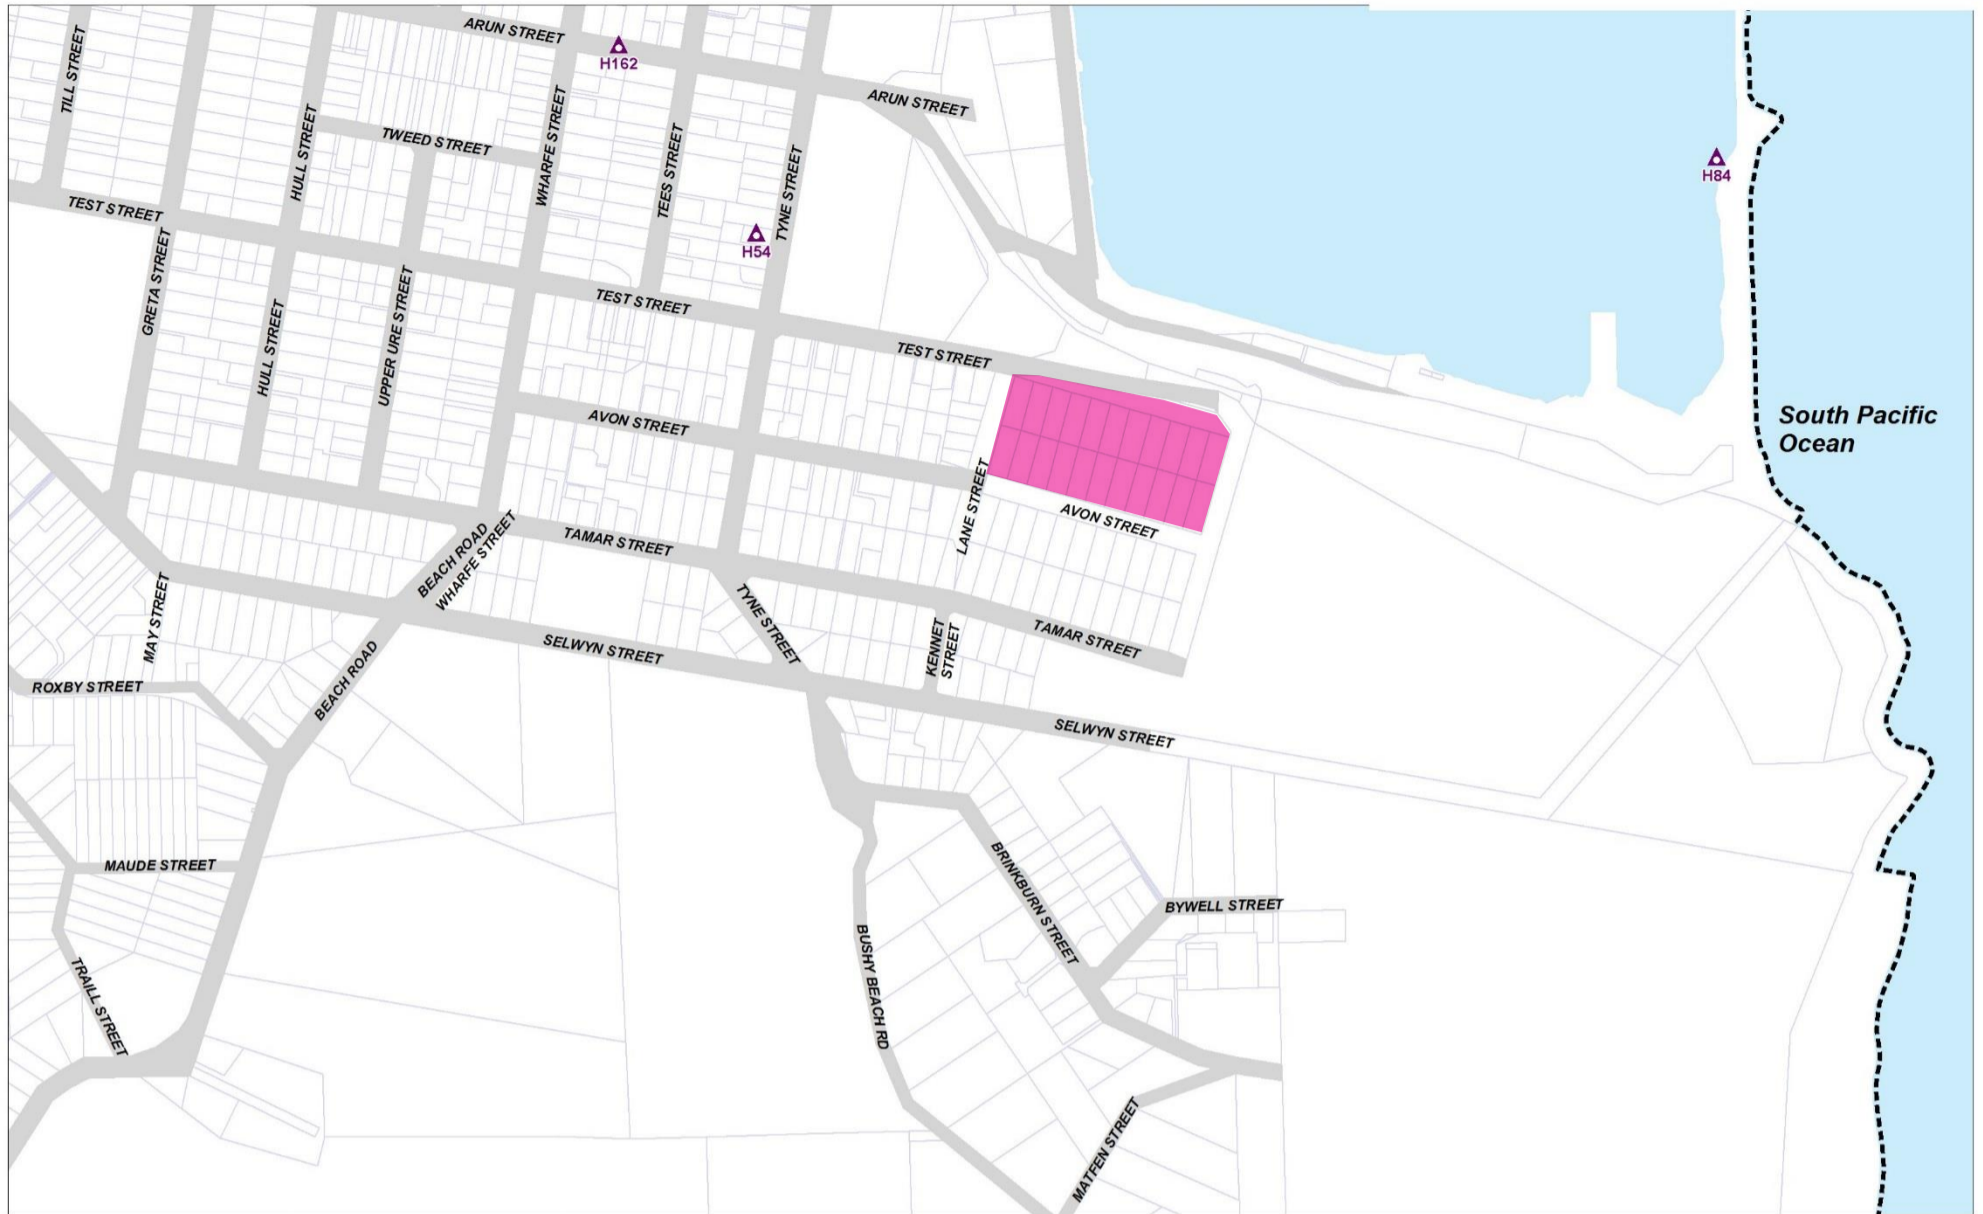 ARUN STREET
H162
TILL STREET
ARUN STREET
HULL STREET
TWEED STREET
WHARFE STREET
TEES STREET
TYNE STREET
H84
TEST STREET
H54
GRETA STREET
HULL STREET
UPPER URE STREET
TEST STREET
TEST STREET
AVON STREET
South Pacific
Ocean
LANE STREET
AVON STREET
BEACH ROAD
WHARFE STREET
TAMAR STREET
MAY STREET
TYNE STREET
SELWYN STREET
KENNET
STREET
TAMAR STREET
ROXBY STREET
BEACH ROAD
SELWYN STREET
MAUDE STREET
BRINKBURN STREET
BYWELL STREET
TRAILL STREET
BUSHY BEACH RD
MATFEN STREET